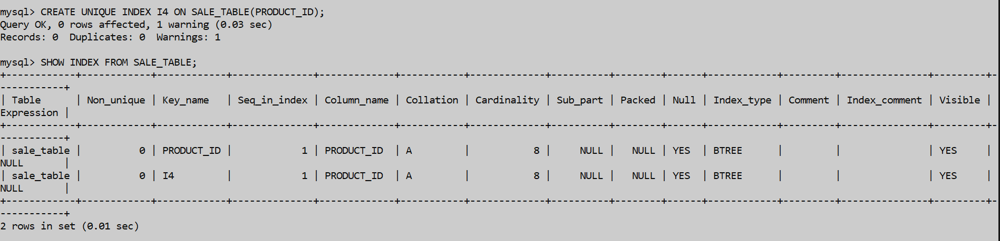 mysql> CREATE UNIQUE INDEX I4 ON SALE_TABLE(PRODUCT_ID);
Query OK, 0 rows affected, 1 warning (0.03 sec)
Records: 0  Duplicates: 0  Warnings: 1

mysql> SHOW INDEX FROM SALE_TABLE;
+------------+------------+------------+--------------+-------------+-----------+-------------+----------+--------+------+------------+---------+---------------+---------+-
-----------+
| Table      | Non_unique | Key_name   | Seq_in_index | Column_name | Collation | Cardinality | Sub_part | Packed | Null | Index_type | Comment | Index_comment | Visible |
Expression |
+------------+------------+------------+--------------+-------------+-----------+-------------+----------+--------+------+------------+---------+---------------+---------+-
-----------+
| sale_table |          0 | PRODUCT_ID |            1 | PRODUCT_ID  | A         |           8 |     NULL |   NULL | YES  | BTREE      |         |               | YES     |
NULL       |
| sale_table |          0 | I4         |            1 | PRODUCT_ID  | A         |           8 |     NULL |   NULL | YES  | BTREE      |         |               | YES     |
NULL       |
+------------+------------+------------+--------------+-------------+-----------+-------------+----------+--------+------+------------+---------+---------------+---------+-
-----------+
2 rows in set (0.01 sec)